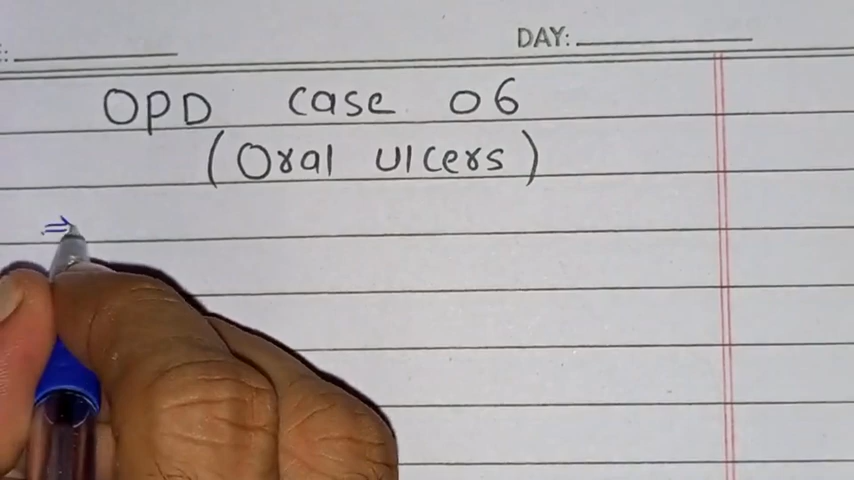 DAY:
OPD case 06
(Oral ulcers)
⇒